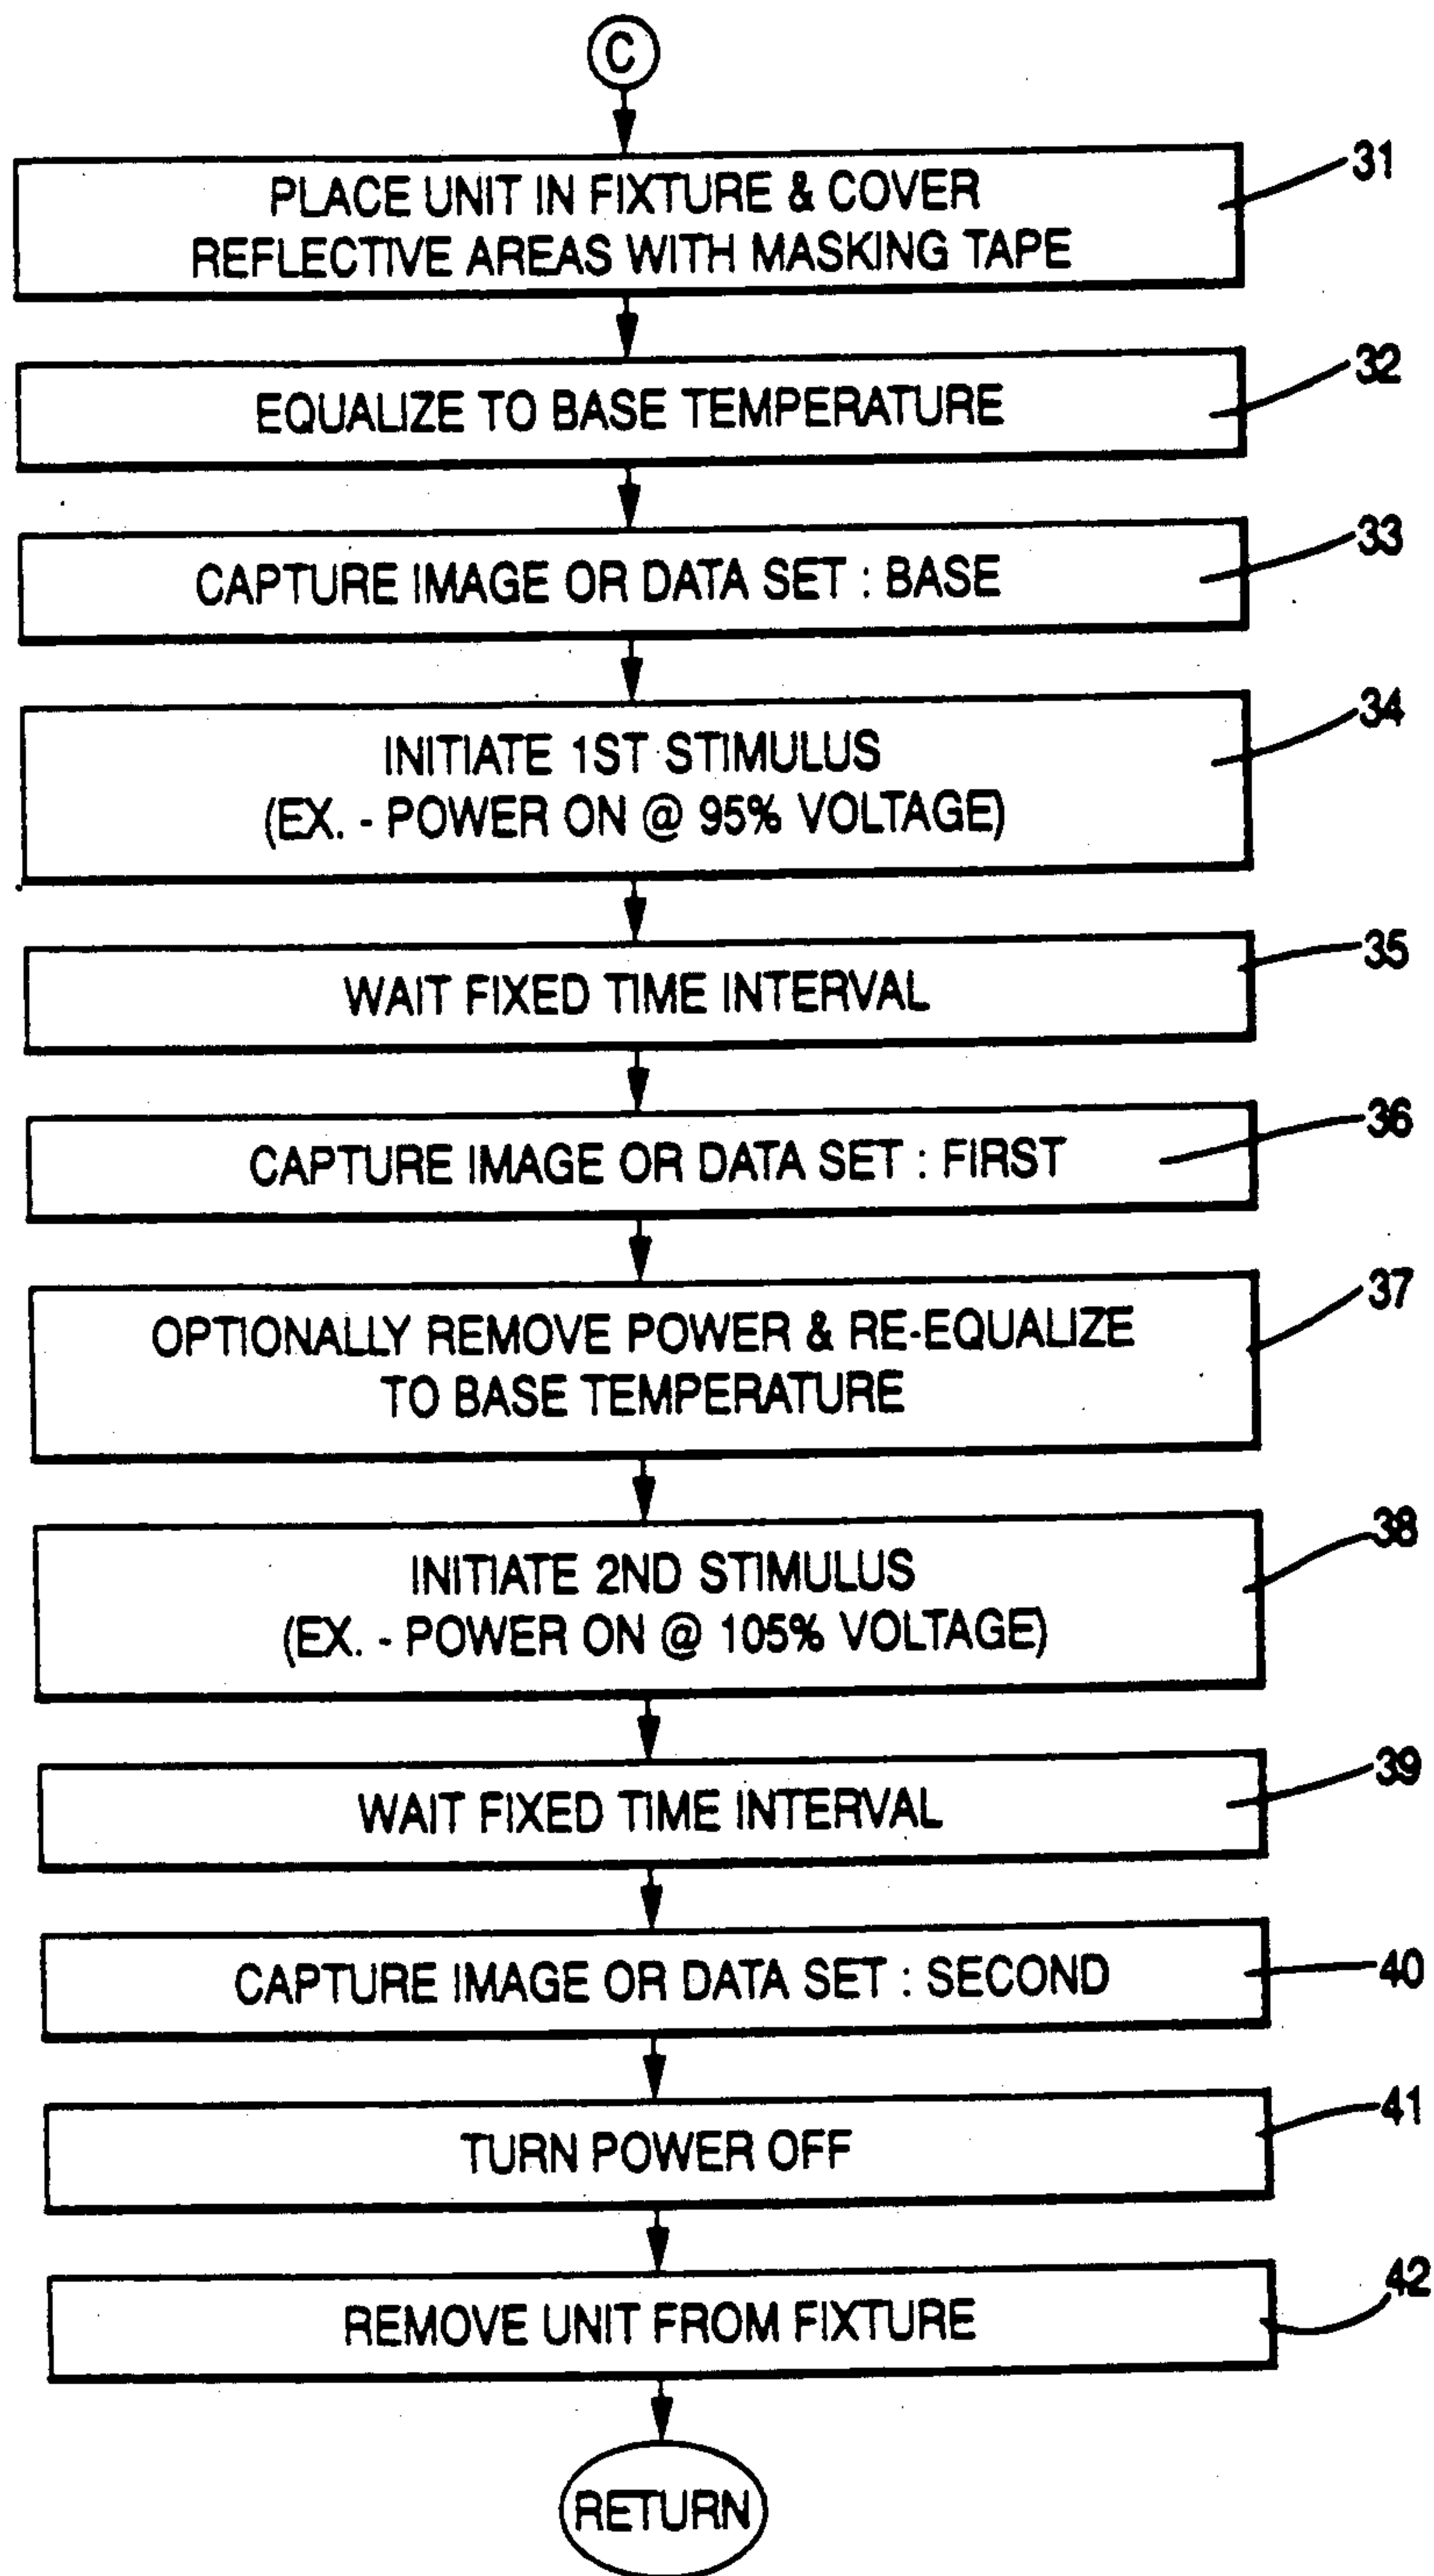 C
PLACE UNIT IN FIXTURE & COVER
REFLECTIVE AREAS WITH MASKING TAPE
31
EQUALIZE TO BASE TEMPERATURE
32
CAPTURE IMAGE OR DATA SET : BASE
33
INITIATE 1ST STIMULUS
(EX. - POWER ON @ 95% VOLTAGE)
34
WAIT FIXED TIME INTERVAL
35
CAPTURE IMAGE OR DATA SET : FIRST
36
OPTIONALLY REMOVE POWER & RE-EQUALIZE
TO BASE TEMPERATURE
37
INITIATE 2ND STIMULUS
(EX. - POWER ON @ 105% VOLTAGE)
38
WAIT FIXED TIME INTERVAL
39
CAPTURE IMAGE OR DATA SET : SECOND
40
TURN POWER OFF
41
REMOVE UNIT FROM FIXTURE
42
RETURN